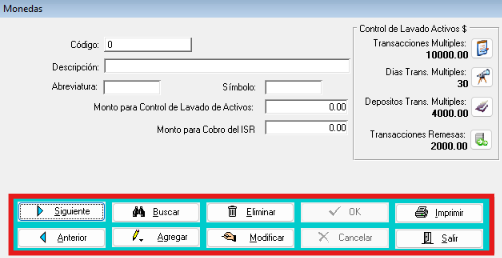 Monedas
Control de Lavado Activos $
Código: 0
Transacciones Multiples:
10000.00
Descripción:
Dias Trans. Multiples:
30
Abreviatura: Símbolo:
Monto para Control de Lavado de Activos: 0.00
Depositos Trans. Multiples:
4000.00
Monto para Cobro del ISR 0.00
Transacciones Remesas:
2000.00
Siguiente Buscar Eliminar OK Imprimir
Anterior Agregar Modificar Cancelar Salir